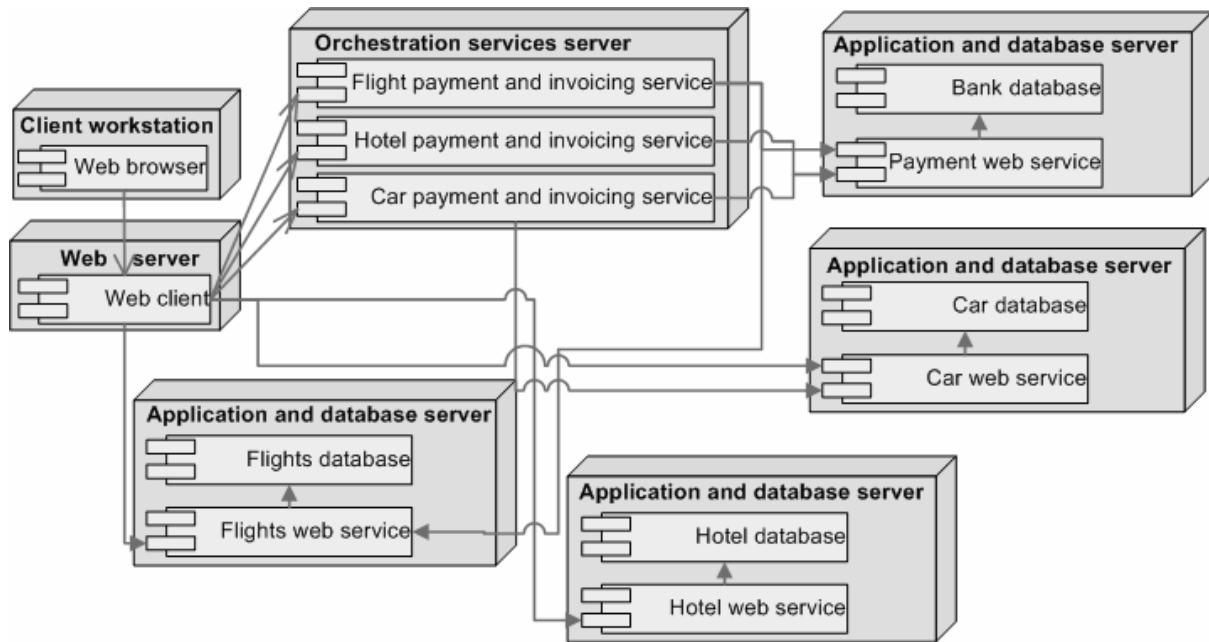 Orchestration services server
Flight payment and invoicing service
Hotel payment and invoicing service
Car payment and invoicing service
Application and database server
Bank database
Payment web service
Client workstation
Web browser
Web server
Web client
Application and database server
Car database
Car web service
Application and database server
Flights database
Flights web service
Application and database server
Hotel database
Hotel web service